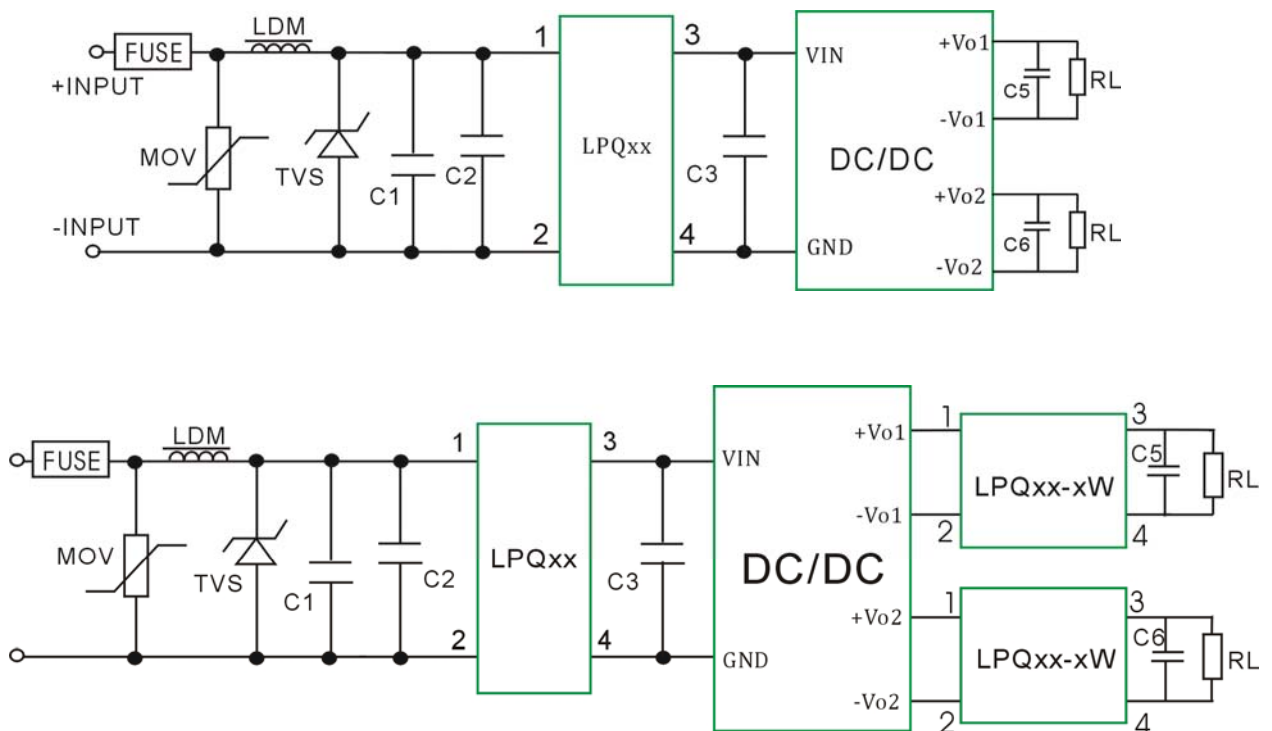 LDM
FUSE
+INPUT
MOV
TVS
C1
C2
-INPUT
1
2
LPQxx
3
4
C3
VIN
GND
DC/DC
+Vo1
-Vo1
+Vo2
-Vo2
C5
RL
C6
RL
LDM
FUSE
MOV
TVS
C1
C2
1
2
LPQxx
3
4
C3
VIN
GND
DC/DC
+Vo1
-Vo1
+Vo2
-Vo2
1
2
LPQxx-xW
3
4
C5
RL
1
2
LPQxx-xW
3
4
C6
RL